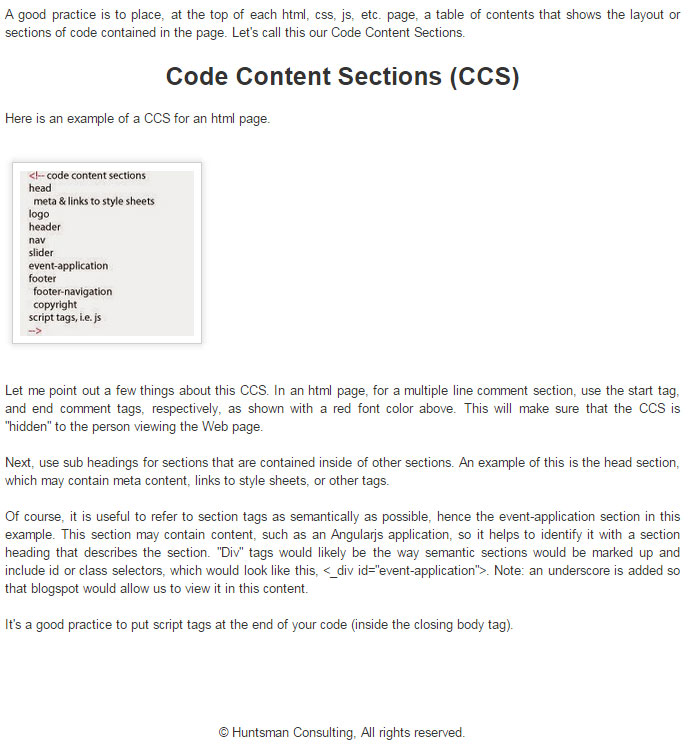 A good practice is to place, at the top of each html, css, js, etc. page, a table of contents that shows the layout or
sections of code contained in the page. Let's call this our Code Content Sections.
Code Content Sections (CCS)
Here is an example of a CCS for an html page.
<!-- code content sections
head
meta & links to style sheets
logo
header
nav
slider
event-application
footer
footer-navigation
copyright
script tags, i.e. js
-->
Let me point out a few things about this CCS. In an html page, for a multiple line comment section, use the start tag,
and end comment tags, respectively, as shown with a red font color above. This will make sure that the CCS is
"hidden" to the person viewing the Web page.
Next, use sub headings for sections that are contained inside of other sections. An example of this is the head section,
which may contain meta content, links to style sheets, or other tags.
Of course, it is useful to refer to section tags as semantically as possible, hence the event-application section in this
example. This section may contain content, such as an Angularjs application, so it helps to identify it with a section
heading that describes the section. "Div" tags would likely be the way semantic sections would be marked up and
include id or class selectors, which would look like this, <_div id="event-application">. Note: an underscore is added so
that blogspot would allow us to view it in this content.
It's a good practice to put script tags at the end of your code (inside the closing body tag).
© Huntsman Consulting, All rights reserved.